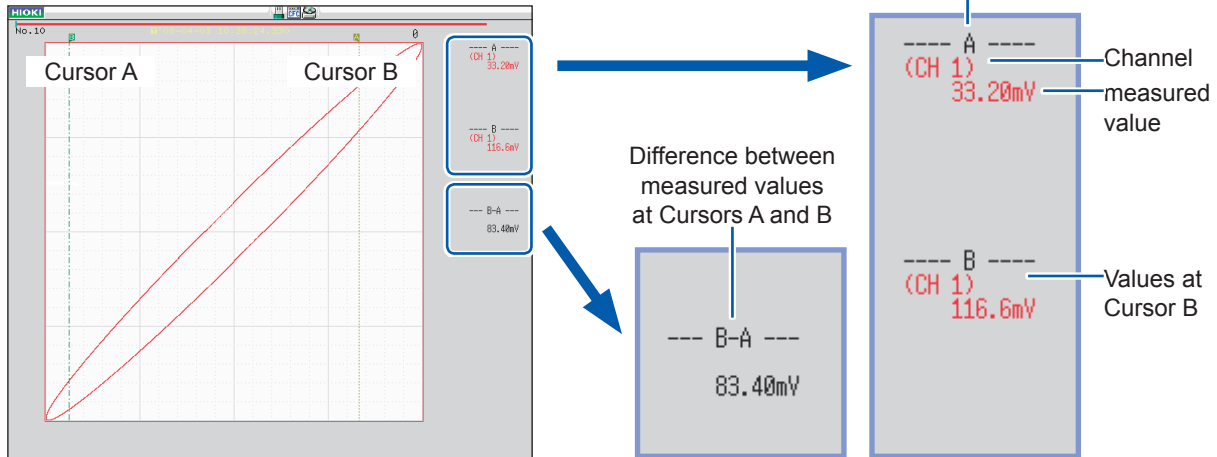 HIOKI
No.10
0
Cursor A
Cursor B
---- A ----
(CH 1)
33.20mV
---- B ----
(CH 1)
116.6mV
--- B-A ---
83.40mV
Difference between
measured values
at Cursors A and B
--- B-A ---
83.40mV
---- A ----
(CH 1)
33.20mV
---- B ----
(CH 1)
116.6mV
Channel
measured
value
Values at
Cursor B